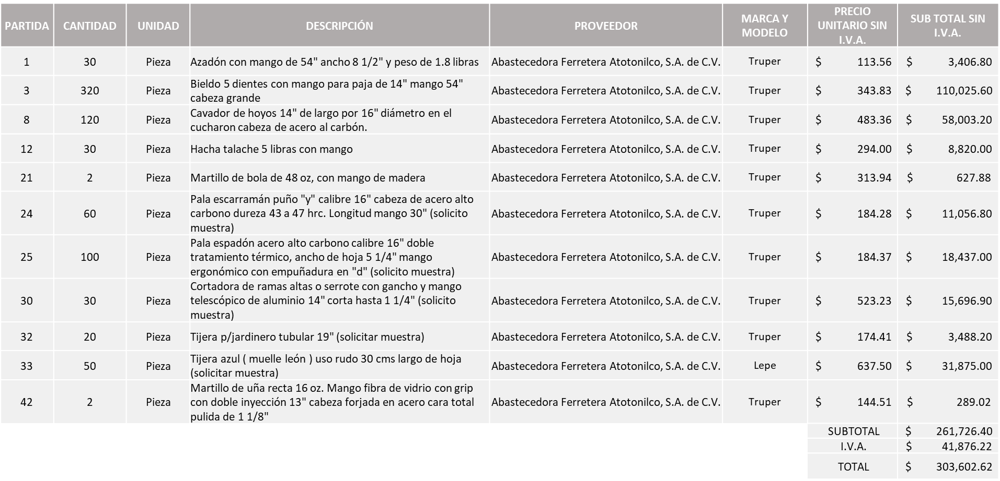 PARTIDA CANTIDAD UNIDAD DESCRIPCIÓN PROVEEDOR MARCA Y MODELO PRECIO UNITARIO SIN I.V.A. SUB TOTAL SIN I.V.A.
1 30 Pieza Azadón con mango de 54" ancho 8 1/2" y peso de 1.8 libras Abastecedora Ferretera Atotonilco, S.A. de C.V. Truper $ 113.56 $ 3,406.80
3 320 Pieza Bieldo 5 dientes con mango para paja de 14" mango 54"
cabeza grande Abastecedora Ferretera Atotonilco, S.A. de C.V. Truper $ 343.83 $ 110,025.60
8 120 Pieza Cavador de hoyos 14" de largo por 16" diámetro en el
cucharon cabeza de acero al carbón. Abastecedora Ferretera Atotonilco, S.A. de C.V. Truper $ 483.36 $ 58,003.20
12 30 Pieza Hacha talache 5 libras con mango Abastecedora Ferretera Atotonilco, S.A. de C.V. Truper $ 294.00 $ 8,820.00
21 2 Pieza Martillo de bola de 48 oz, con mango de madera Abastecedora Ferretera Atotonilco, S.A. de C.V. Truper $ 313.94 $ 627.88
24 60 Pieza Pala escarramán puño "y" calibre 16" cabeza de acero alto
carbono dureza 43 a 47 hrc. Longitud mango 30" (solicito
muestra) Abastecedora Ferretera Atotonilco, S.A. de C.V. Truper $ 184.28 $ 11,056.80
25 100 Pieza Pala espadón acero alto carbono calibre 16" doble
tratamiento térmico, ancho de hoja 5 1/4" mango
ergonómico con empuñadura en "d" (solicito muestra) Abastecedora Ferretera Atotonilco, S.A. de C.V. Truper $ 184.37 $ 18,437.00
30 30 Pieza Cortadora de ramas altas o serrote con gancho y mango
telescópico de aluminio 14" corta hasta 1 1/4" (solicito
muestra) Abastecedora Ferretera Atotonilco, S.A. de C.V. Truper $ 523.23 $ 15,696.90
32 20 Pieza Tijera p/jardinero tubular 19" (solicitar muestra) Abastecedora Ferretera Atotonilco, S.A. de C.V. Truper $ 174.41 $ 3,488.20
33 50 Pieza Tijera azul ( muelle león ) uso rudo 30 cms largo de hoja
(solicitar muestra) Abastecedora Ferretera Atotonilco, S.A. de C.V. Lepe $ 637.50 $ 31,875.00
42 2 Pieza Martillo de uña recta 16 oz. Mango fibra de vidrio con grip
con doble inyección 13" cabeza forjada en acero cara total
pulida de 1 1/8" Abastecedora Ferretera Atotonilco, S.A. de C.V. Truper $ 144.51 $ 289.02
SUBTOTAL $ 261,726.40
I.V.A. $ 41,876.22
TOTAL $ 303,602.62